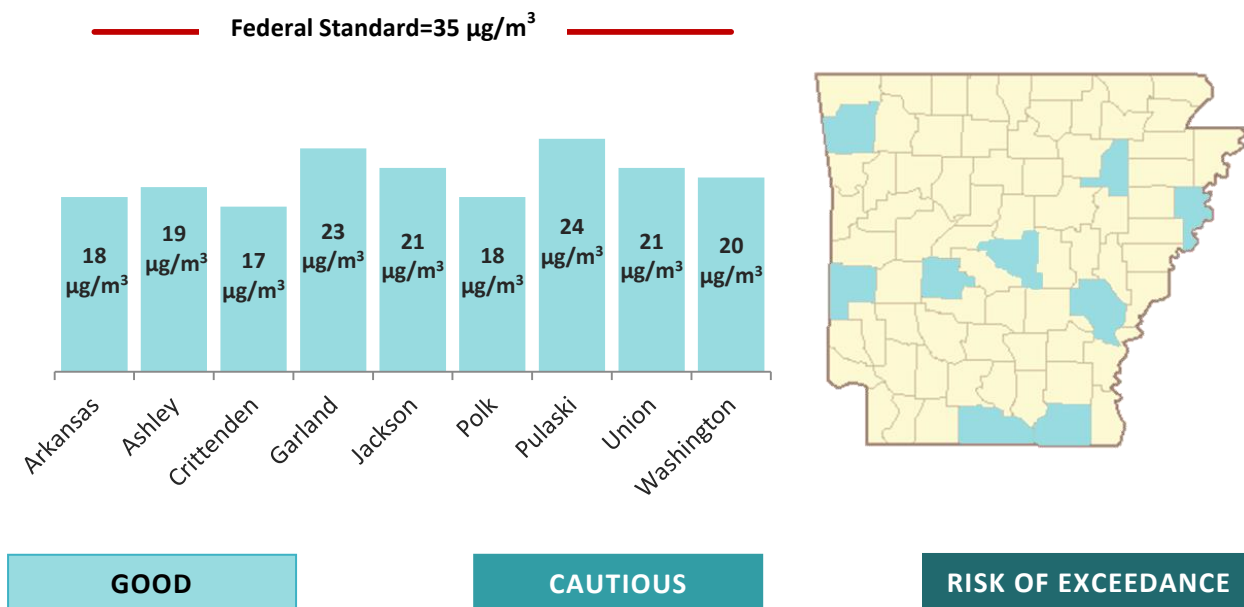 Federal Standard=35 µg/m³
18
µg/m³
19
µg/m³
17
µg/m³
23
µg/m³
21
µg/m³
18
µg/m³
24
µg/m³
21
µg/m³
20
µg/m³
Arkansas
Ashley
Crittenden
Garland
Jackson
Polk
Pulaski
Union
Washington
GOOD
CAUTIOUS
RISK OF EXCEEDANCE